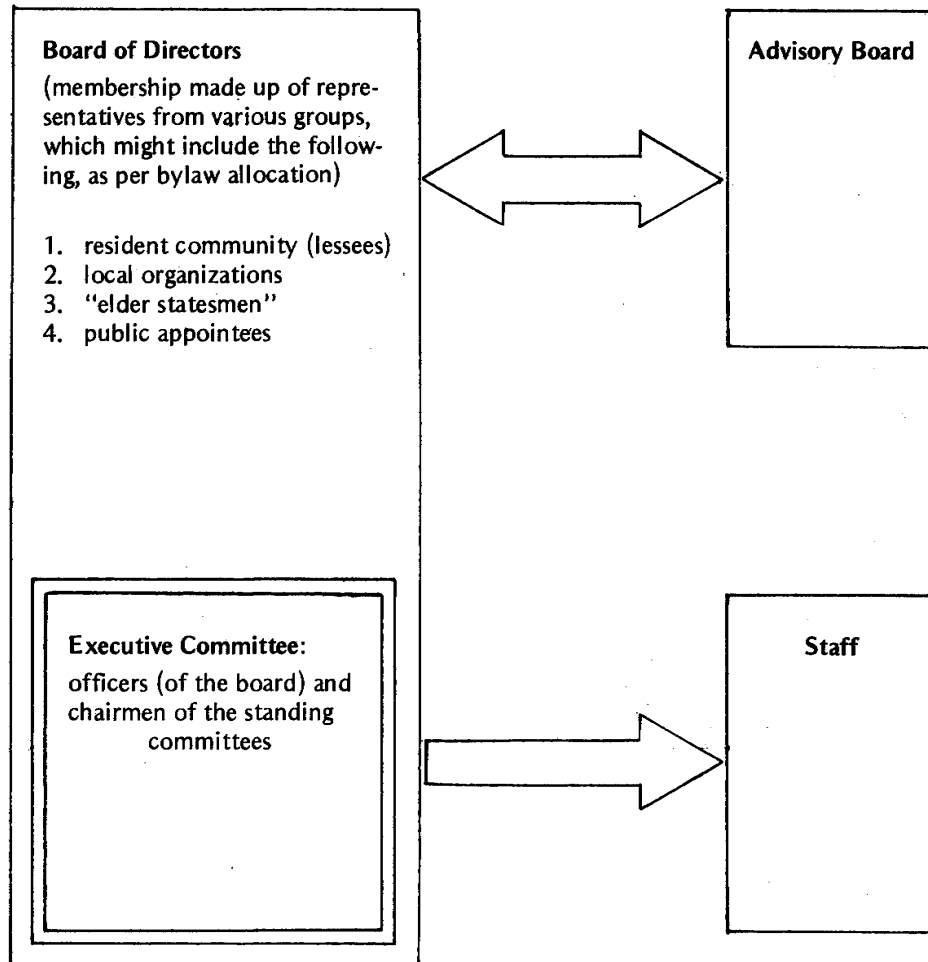 Board of Directors
(membership made up of repre-
sentatives from various groups,
which might include the follow-
ing, as per bylaw allocation)
1. resident community (lessees)
2. local organizations
3. “elder statesmen”
4. public appointees
Advisory Board
Executive Committee:
officers (of the board) and
chairmen of the standing
committees
Staff